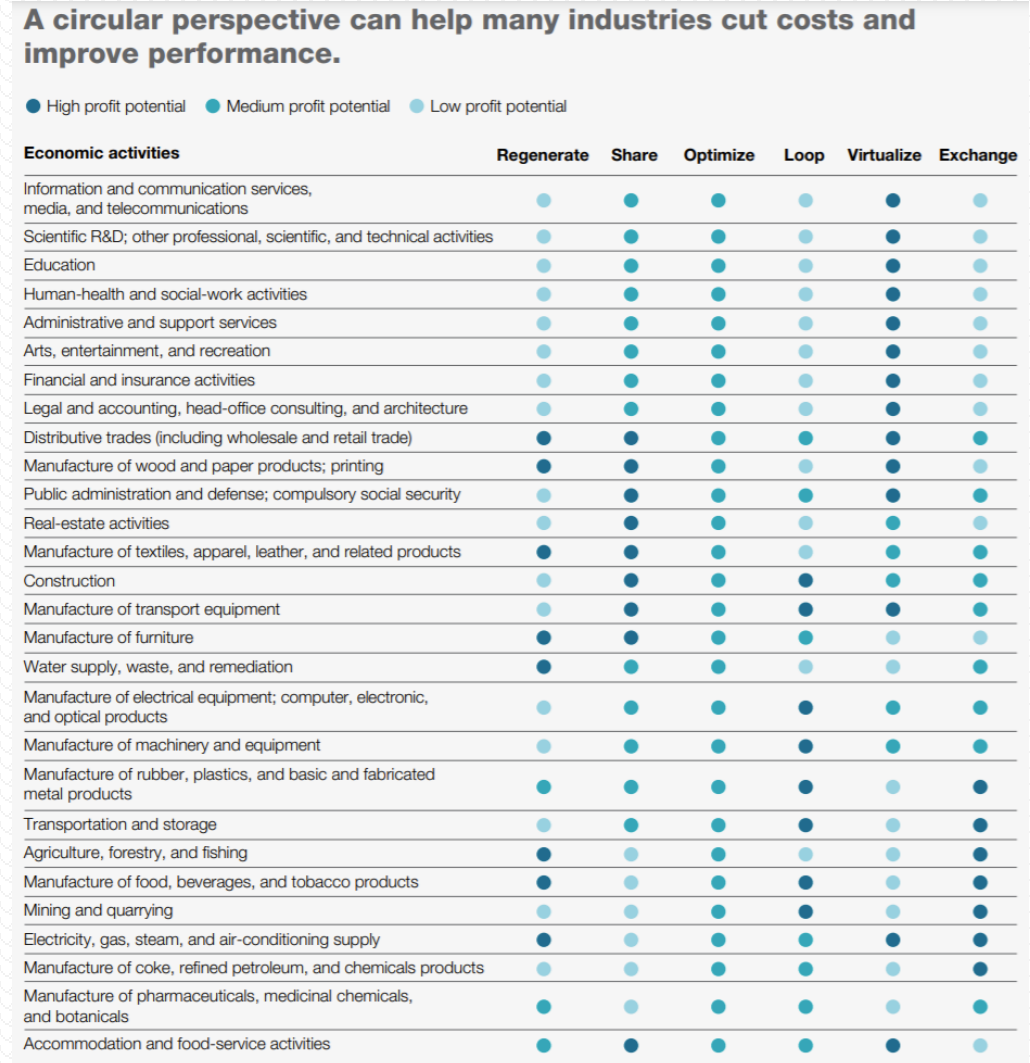 A circular perspective can help many industries cut costs and
improve performance.
High profit potential Medium profit potential Low profit potential
Economic activities Regenerate Share Optimize Loop Virtualize Exchange
Information and communication services,
media, and telecommunications
Scientific R&D; other professional, scientific, and technical activities
Education
Human-health and social-work activities
Administrative and support services
Arts, entertainment, and recreation
Financial and insurance activities
Legal and accounting, head-office consulting, and architecture
Distributive trades (including wholesale and retail trade)
Manufacture of wood and paper products; printing
Public administration and defense; compulsory social security
Real-estate activities
Manufacture of textiles, apparel, leather, and related products
Construction
Manufacture of transport equipment
Manufacture of furniture
Water supply, waste, and remediation
Manufacture of electrical equipment; computer, electronic,
and optical products
Manufacture of machinery and equipment
Manufacture of rubber, plastics, and basic and fabricated
metal products
Transportation and storage
Agriculture, forestry, and fishing
Manufacture of food, beverages, and tobacco products
Mining and quarrying
Electricity, gas, steam, and air-conditioning supply
Manufacture of coke, refined petroleum, and chemicals products
Manufacture of pharmaceuticals, medicinal chemicals,
and botanicals
Accommodation and food-service activities